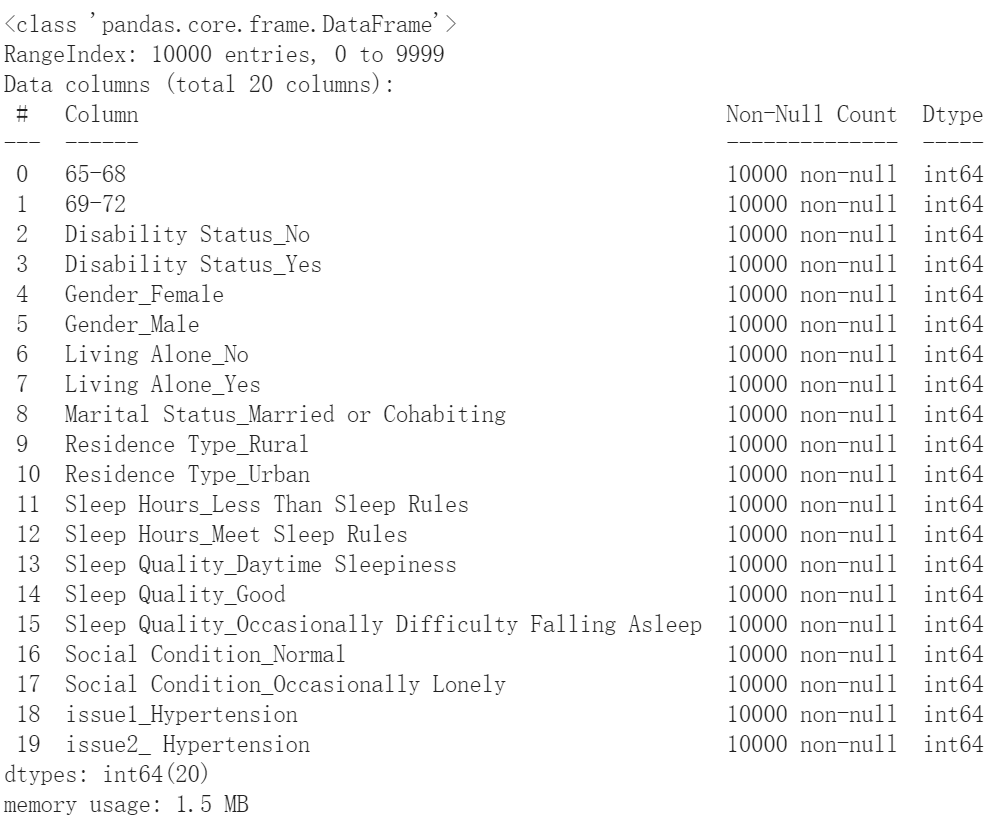 <class 'pandas.core.frame.DataFrame'>
RangeIndex: 10000 entries, 0 to 9999
Data columns (total 20 columns):
 #   Column                                              Non-Null Count  Dtype
---  ------                                              --------------  -----
 0   65-68                                               10000 non-null  int64
 1   69-72                                               10000 non-null  int64
 2   Disability Status_No                                10000 non-null  int64
 3   Disability Status_Yes                               10000 non-null  int64
 4   Gender_Female                                       10000 non-null  int64
 5   Gender_Male                                         10000 non-null  int64
 6   Living Alone_No                                     10000 non-null  int64
 7   Living Alone_Yes                                    10000 non-null  int64
 8   Marital Status_Married or Cohabiting                10000 non-null  int64
 9   Residence Type_Rural                                10000 non-null  int64
 10  Residence Type_Urban                                10000 non-null  int64
 11  Sleep Hours_Less Than Sleep Rules                   10000 non-null  int64
 12  Sleep Hours_Meet Sleep Rules                        10000 non-null  int64
 13  Sleep Quality_Daytime Sleepiness                    10000 non-null  int64
 14  Sleep Quality_Good                                  10000 non-null  int64
 15  Sleep Quality_Occasionally Difficulty Falling Asleep  10000 non-null  int64
 16  Social Condition_Normal                             10000 non-null  int64
 17  Social Condition_Occasionally Lonely                10000 non-null  int64
 18  issue1_Hypertension                                 10000 non-null  int64
 19  issue2_ Hypertension                                10000 non-null  int64
dtypes: int64(20)
memory usage: 1.5 MB